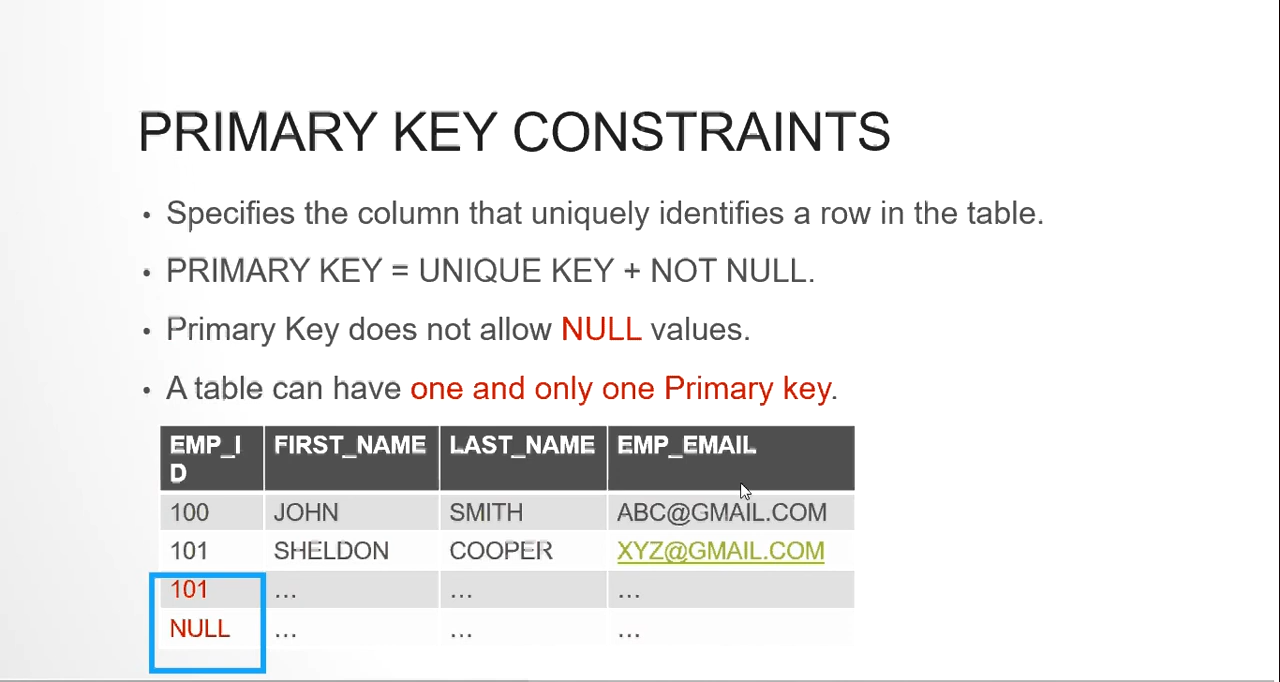 PRIMARY KEY CONSTRAINTS
• Specifies the column that uniquely identifies a row in the table.
• PRIMARY KEY = UNIQUE KEY + NOT NULL.
• Primary Key does not allow NULL values.
• A table can have one and only one Primary key.
EMP_I
D FIRST_NAME LAST_NAME EMP_EMAIL
100 JOHN SMITH ABC@GMAIL.COM
101 SHELDON COOPER XYZ@GMAIL.COM
101 … … …
NULL … … …